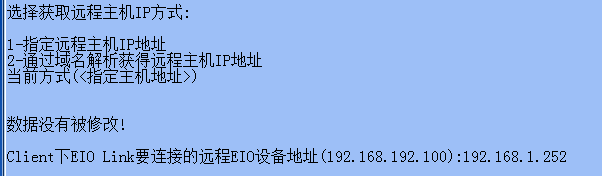 选择获取远程主机IP方式:
1-指定远程主机IP地址
2-通过域名解析获得远程主机IP地址
当前方式(<指定主机地址>)
数据没有被修改!
Client下EIO Link要连接的远程EIO设备地址(192.168.192.100):192.168.1.252